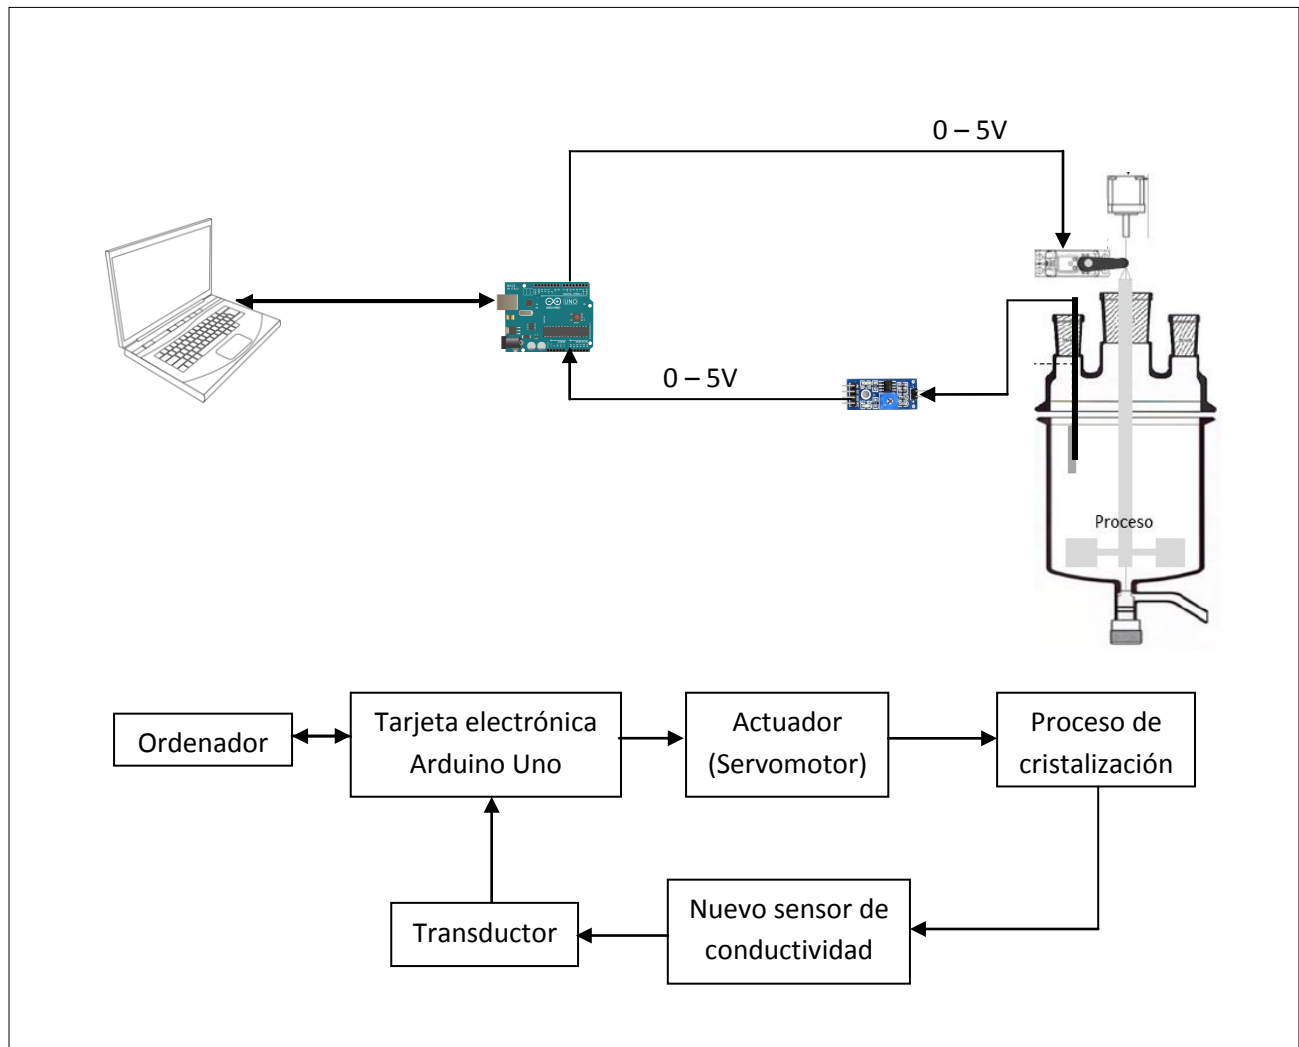 0 – 5V
UNO
0 – 5V
Proceso
Ordenador
Tarjeta electrónica
Arduino Uno
Actuador
(Servomotor)
Proceso de
cristalización
Transductor
Nuevo sensor de
conductividad